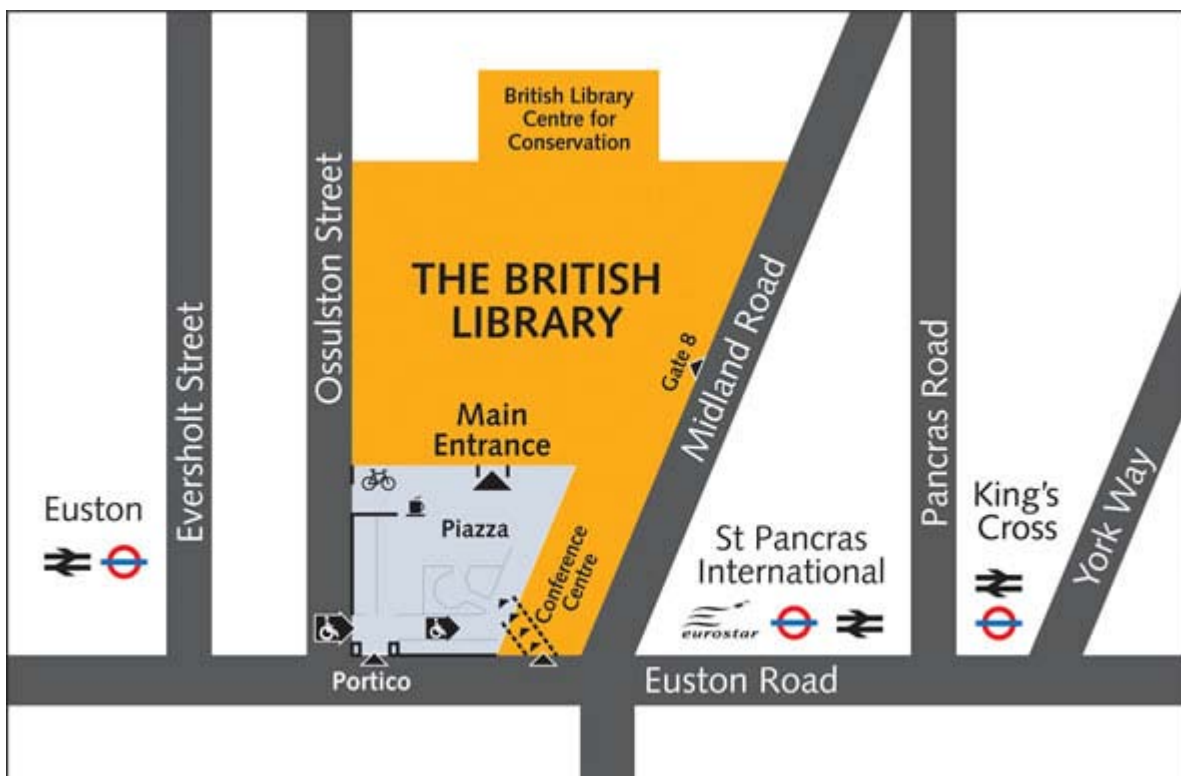 British Library
Centre for
Conservation
THE BRITISH
LIBRARY
Eversholt Street
Ossulston Street
Gate 8
Midland Road
Pancras Road
York Way
Main
Entrance
Euston
Piazza
Conference
Centre
St Pancras
International
eurostar
King's
Cross
Portico
Euston Road